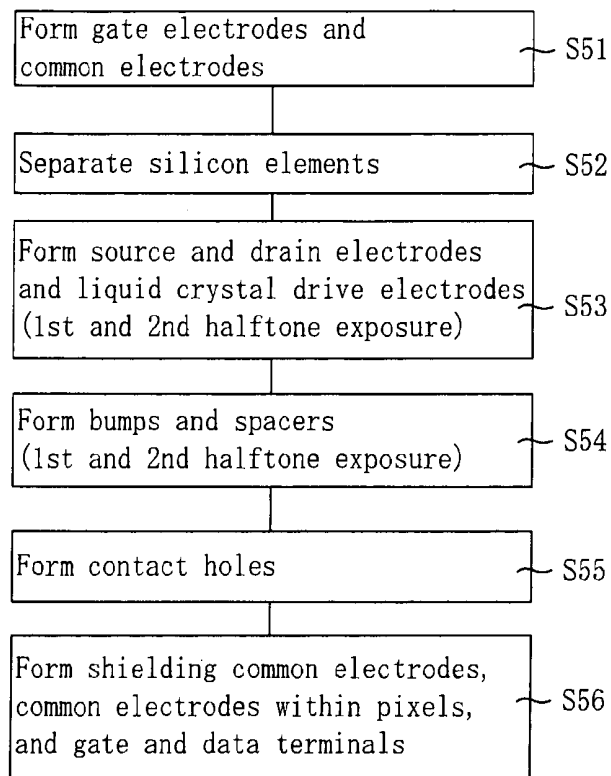 Form gate electrodes and
common electrodes
S51
Separate silicon elements
S52
Form source and drain electrodes
and liquid crystal drive electrodes
(1st and 2nd halftone exposure)
S53
Form bumps and spacers
(1st and 2nd halftone exposure)
S54
Form contact holes
S55
Form shielding common electrodes,
common electrodes within pixels,
and gate and data terminals
S56